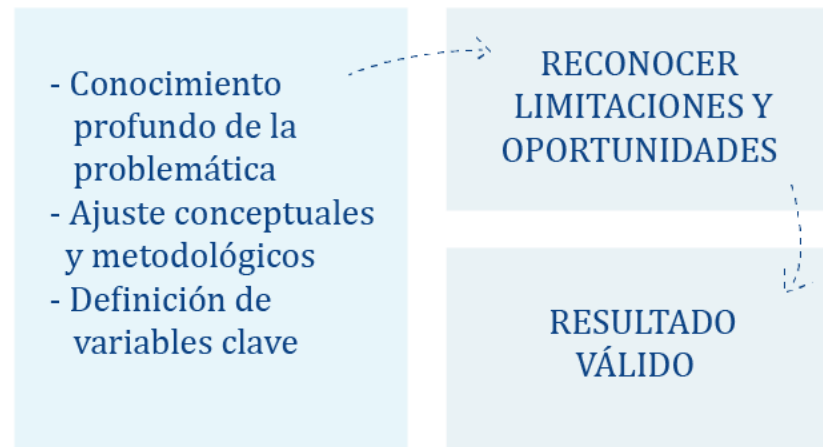 - Conocimiento
profundo de la
problemática
- Ajuste conceptuales
y metodológicos
- Definición de
variables clave
RECONOCER
LIMITACIONES Y
OPORTUNIDADES
RESULTADO
VÁLIDO